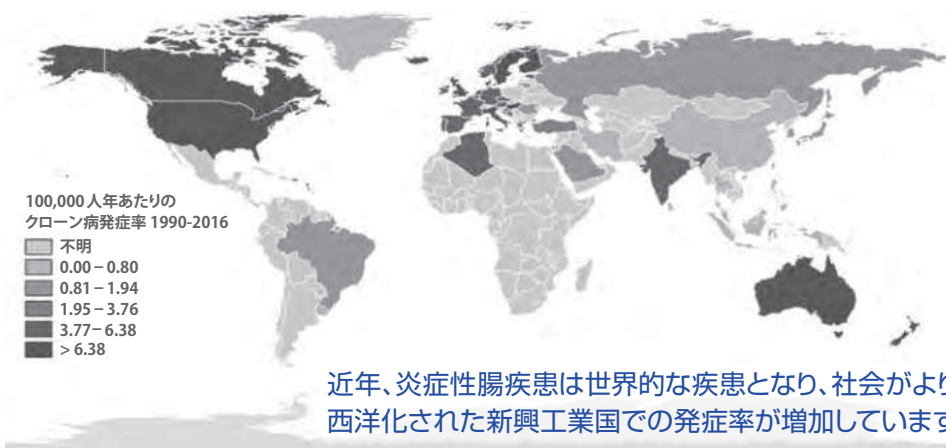 100,000 人年あたりの
クローン病発症率 1990-2016
不明
0.00 – 0.80
0.81 – 1.94
1.95 – 3.76
3.77– 6.38
> 6.38
近年、炎症性腸疾患は世界的な疾患となり、社会がより
西洋化された新興工業国での発症率が増加しています